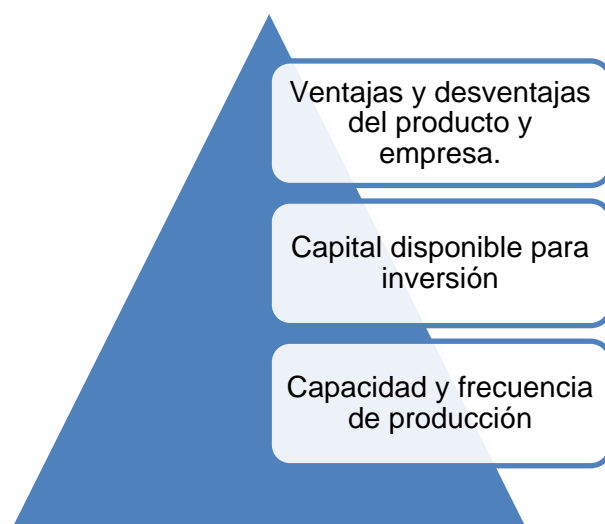 Ventajas y desventajas
del producto y
empresa.
Capital disponible para
inversión
Capacidad y frecuencia
de producción